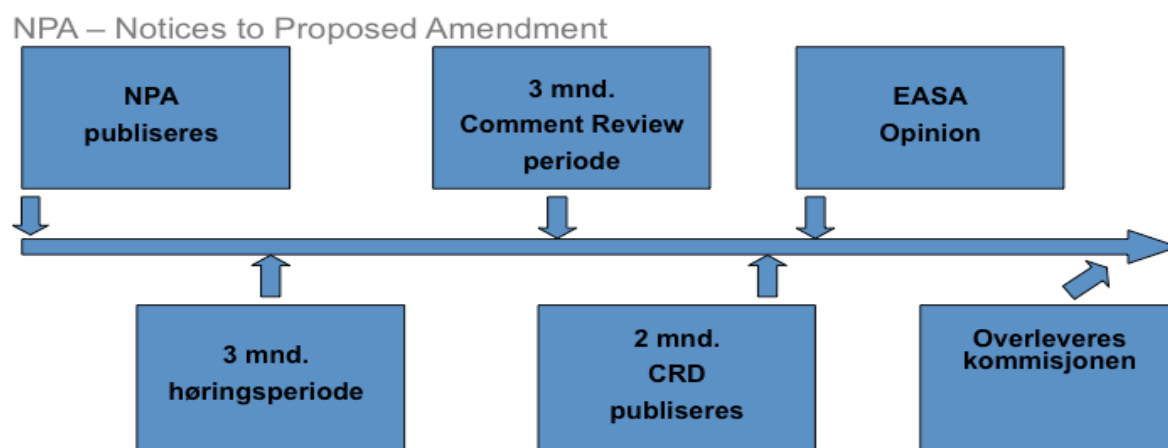 NPA – Notices to Proposed Amendment
NPA
publiseres
3 mnd.
Comment Review
periode
EASA
Opinion
3 mnd.
høringsperiode
2 mnd.
CRD
publiseres
Overleveres
kommisjonen